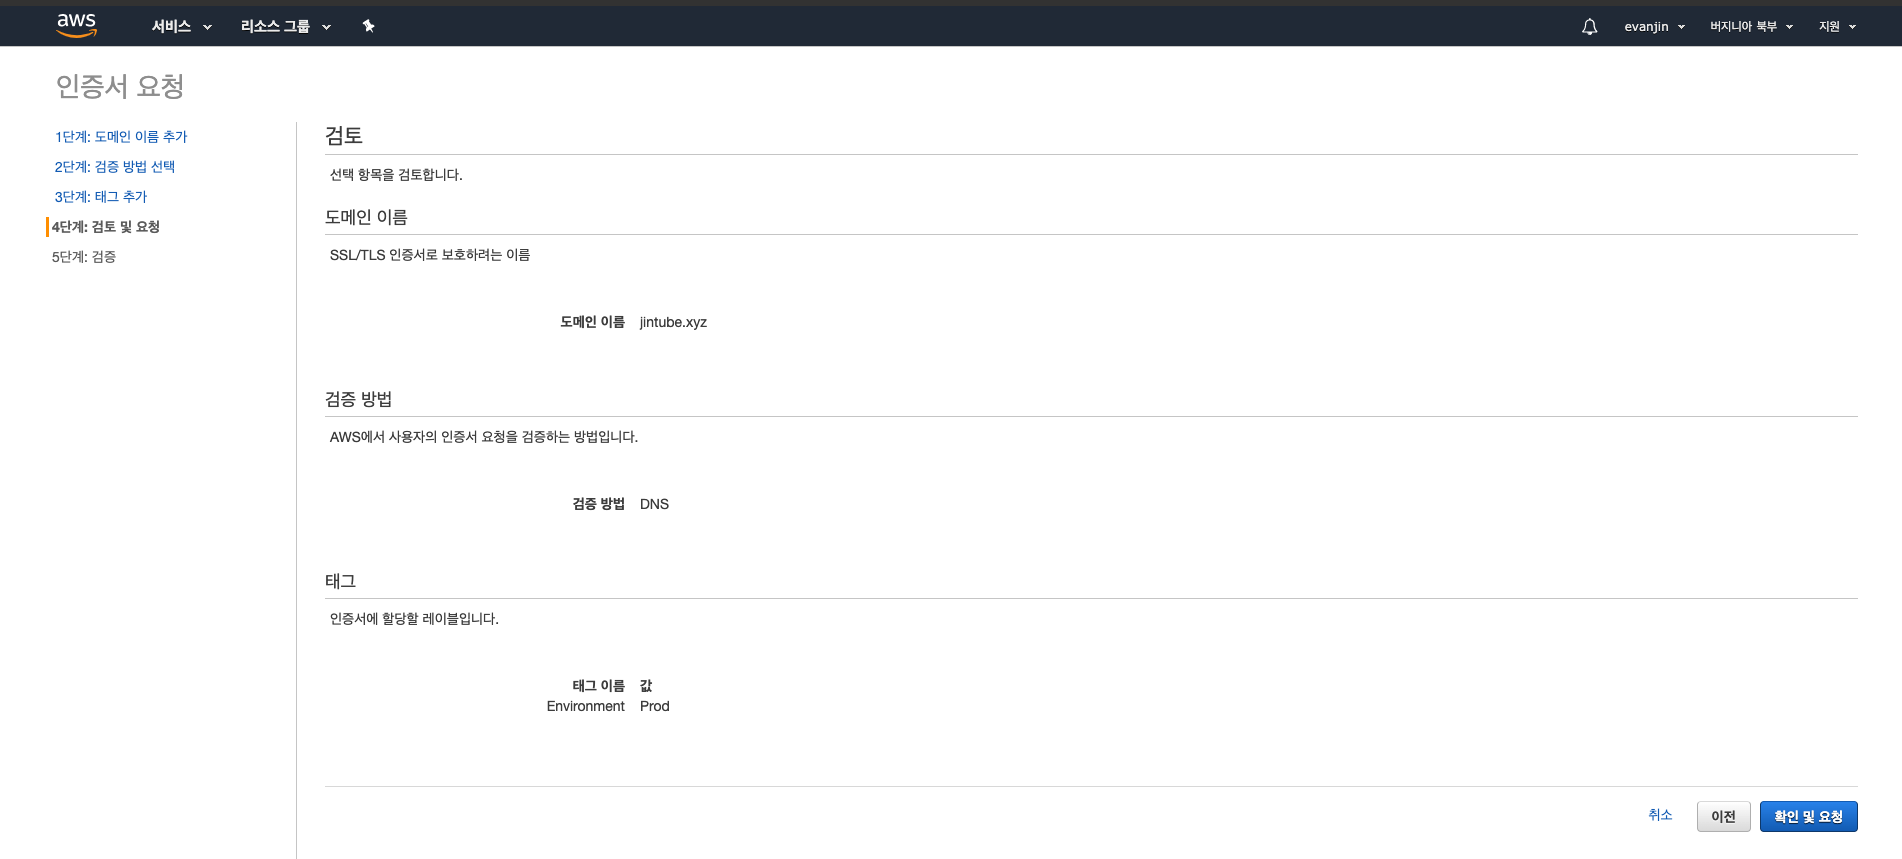 aws 서비스 리소스 그룹 evanjin 버지니아 북부 지원
인증서 요청
1단계: 도메인 이름 추가
2단계: 검증 방법 선택
3단계: 태그 추가
4단계: 검토 및 요청
5단계: 검증
검토
선택 항목을 검토합니다.
도메인 이름
SSL/TLS 인증서로 보호하려는 이름
도메인 이름 jintube.xyz
검증 방법
AWS에서 사용자의 인증서 요청을 검증하는 방법입니다.
검증 방법 DNS
태그
인증서에 할당할 레이블입니다.
태그 이름 값
Environment Prod
취소 이전 확인 및 요청